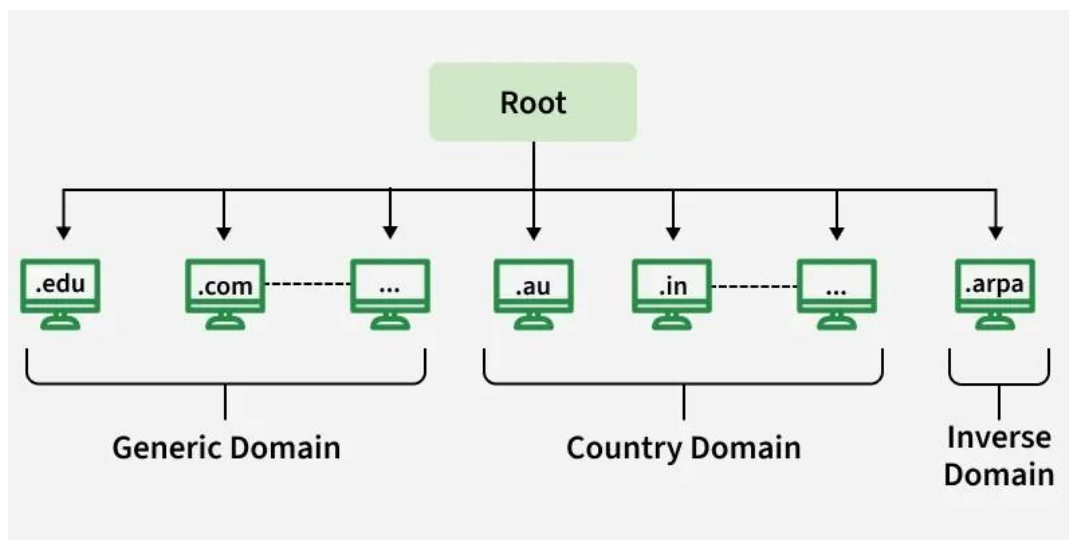 Root
.edu
.com
...
.au
.in
...
.arpa
Generic Domain
Country Domain
Inverse
Domain